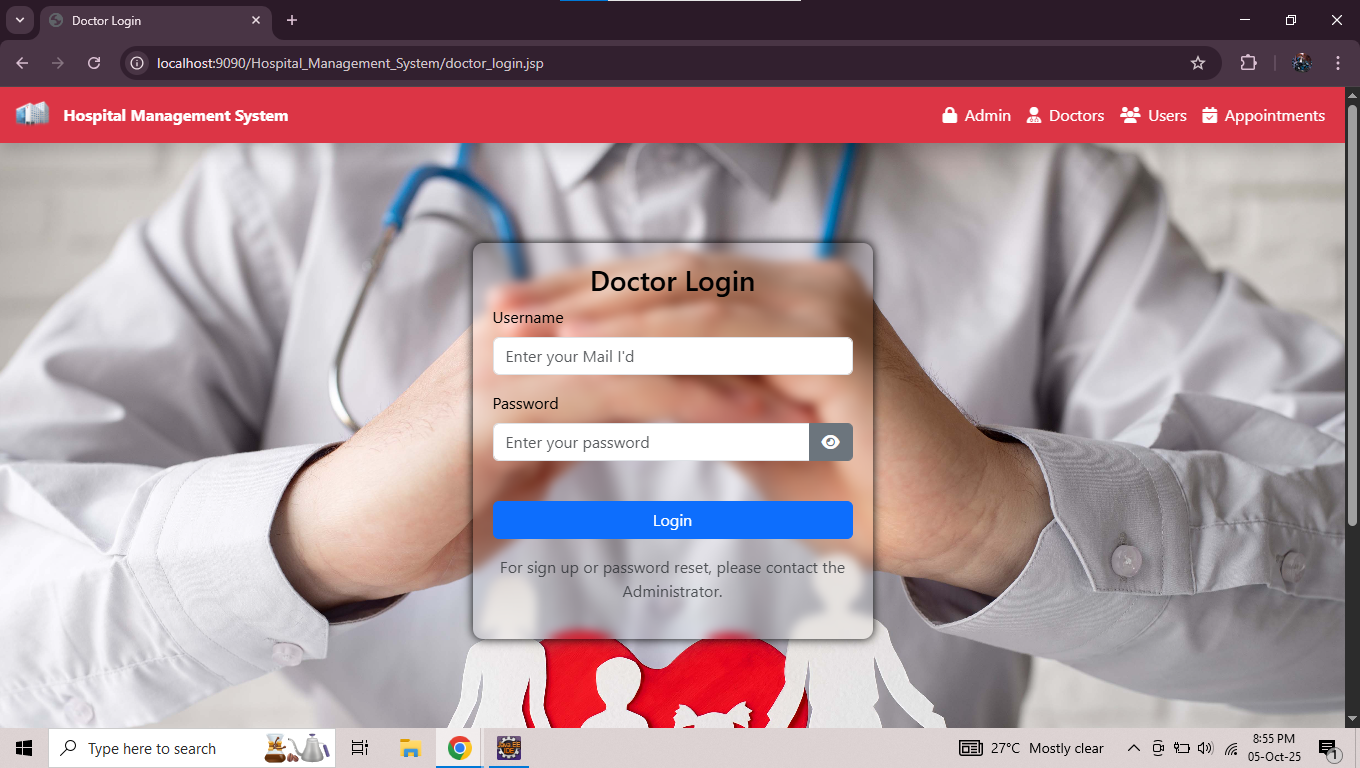 Doctor Login
localhost:9090/Hospital_Management_System/doctor_login.jsp
Hospital Management System
Admin
Doctors
Users
Appointments
Doctor Login
Username
Enter your Mail I'd
Password
Enter your password
Login
For sign up or password reset, please contact the
Administrator.
Type here to search
27°C Mostly clear
8:55 PM
05-Oct-25
1